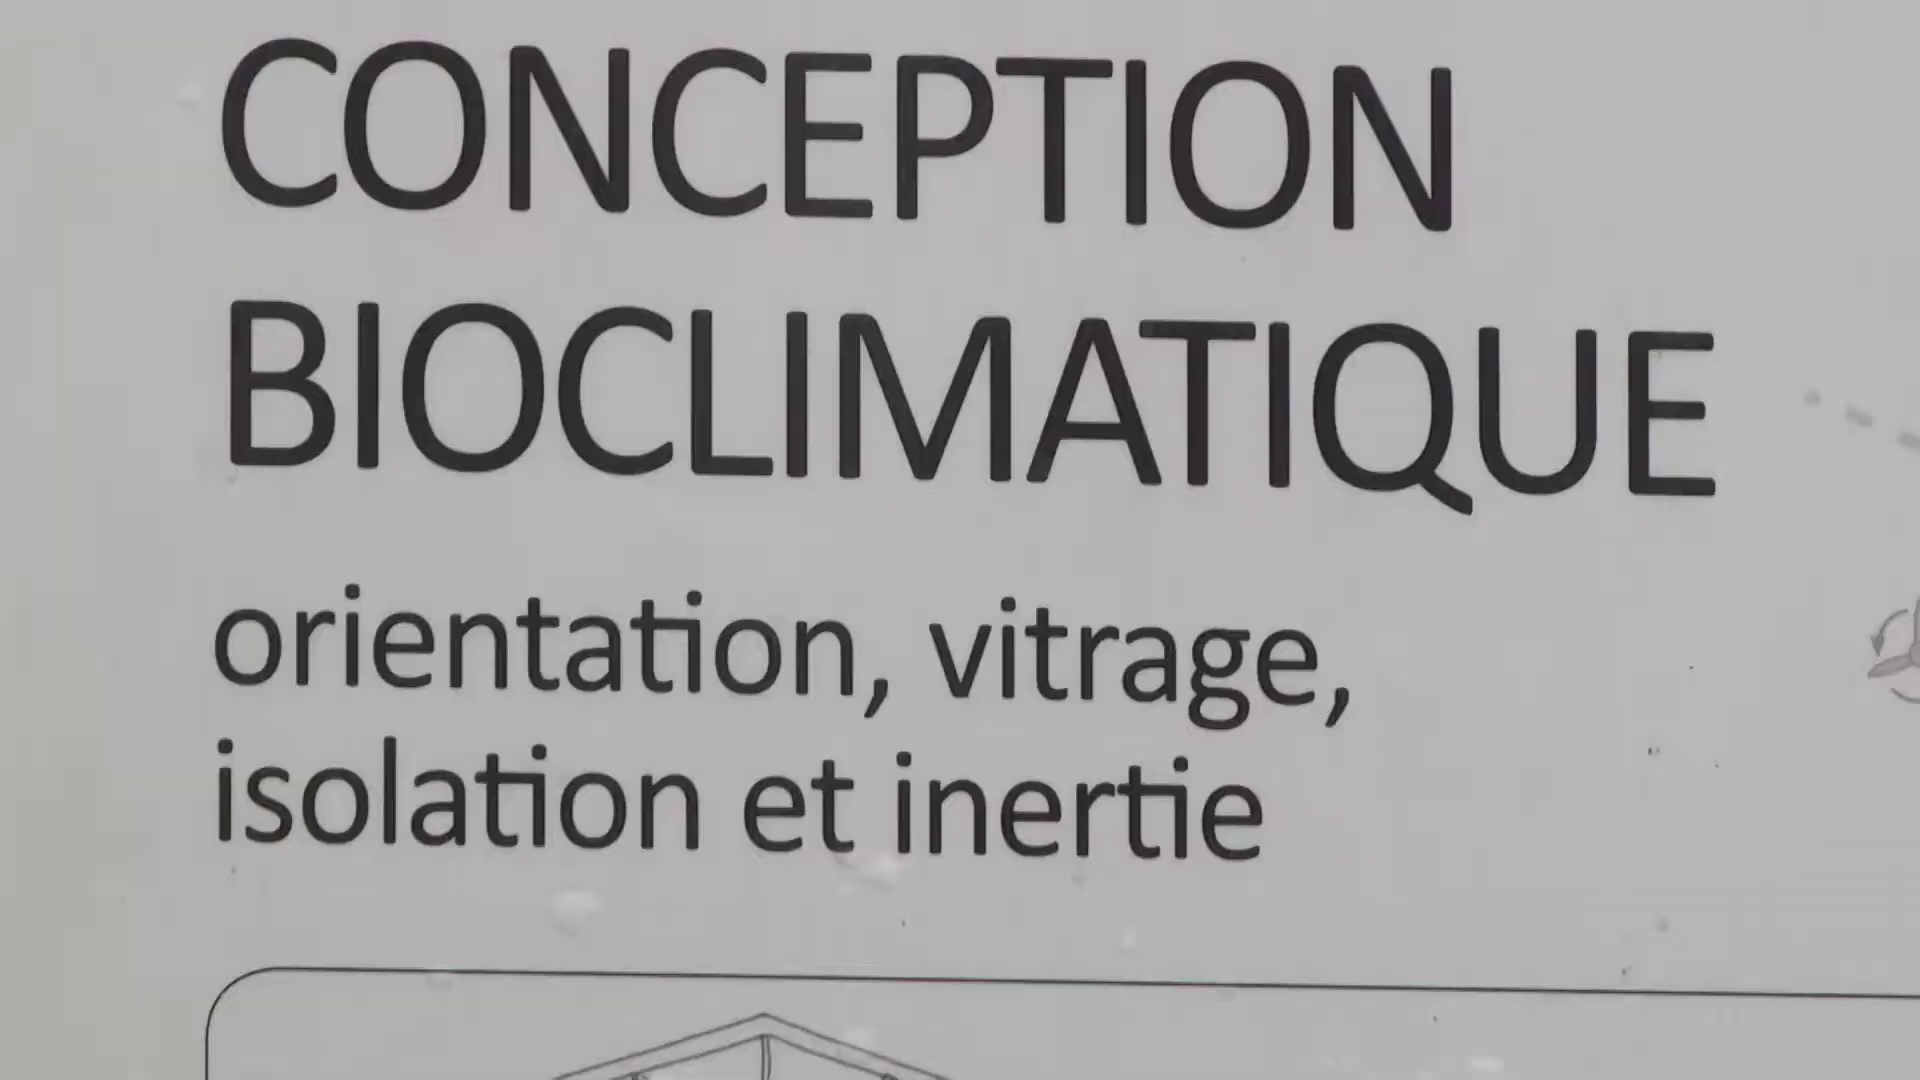 CONCEPTION
BIOCLIMATIQUE
orientation, vitrage,
isolation et inertie